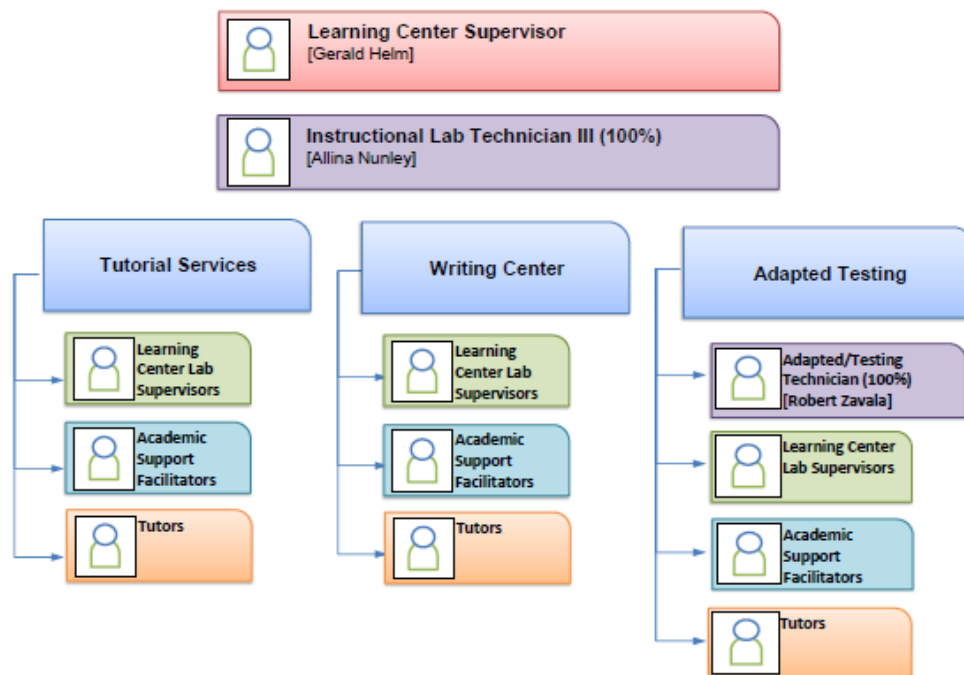 Learning Center Supervisor
[Gerald Helm]
Instructional Lab Technician III (100%)
[Allina Nunley]
Tutorial Services
Learning
Center Lab
Supervisors
Academic
Support
Facilitators
Tutors
Writing Center
Learning
Center Lab
Supervisors
Academic
Support
Facilitators
Tutors
Adapted Testing
Adapted/Testing
Technician (100%)
[Robert Zavala]
Learning Center
Lab Supervisors
Academic
Support
Facilitators
Tutors